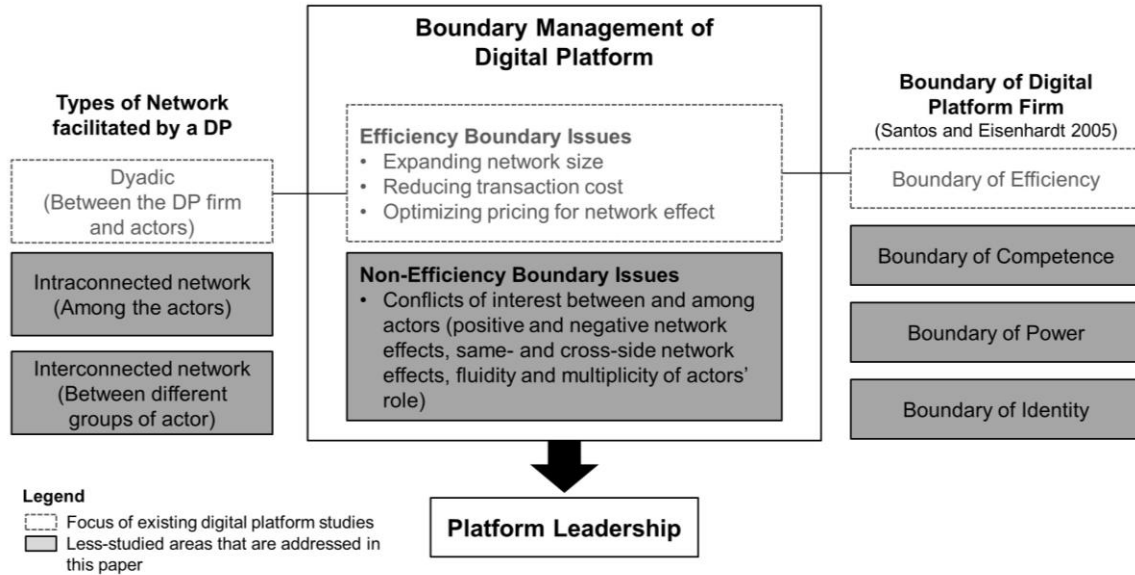 Boundary Management of
Digital Platform
Types of Network
facilitated by a DP
Dyadic
(Between the DP firm
and actors)
Intraconnected network
(Among the actors)
Interconnected network
(Between different
groups of actor)
Efficiency Boundary Issues
• Expanding network size
• Reducing transaction cost
• Optimizing pricing for network effect
Non-Efficiency Boundary Issues
• Conflicts of interest between and among
actors (positive and negative network
effects, same- and cross-side network
effects, fluidity and multiplicity of actors’
role)
Boundary of Digital
Platform Firm
(Santos and Eisenhardt 2005)
Boundary of Efficiency
Boundary of Competence
Boundary of Power
Boundary of Identity
Platform Leadership
Legend
Focus of existing digital platform studies
Less-studied areas that are addressed in
this paper